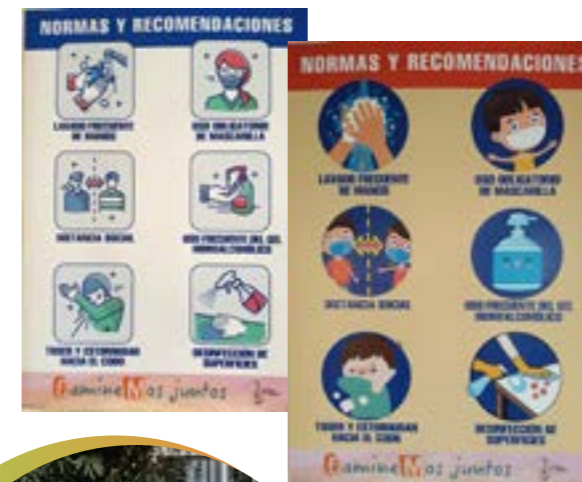 NORMAS Y RECOMENDACIONES
LAVADO FRECUENTE
DE MANOS
USO OBLIGATORIO
DE MASCARILLA
DISTANCIA SOCIAL
USO FRECUENTE DEL GEL
HIDROALCOHÓLICO
TOSER Y ESTORNUDAR
HACIA EL CODO
DESINFECCIÓN DE
SUPERFICIES
CamineMos juntos
NORMAS Y RECOMENDACIONES
LAVADO FRECUENTE
DE MANOS
USO OBLIGATORIO
DE MASCARILLA
DISTANCIA SOCIAL
USO FRECUENTE DEL GEL
HIDROALCOHÓLICO
TOSER Y ESTORNUDAR
HACIA EL CODO
DESINFECCIÓN DE
SUPERFICIES
CamineMos juntos